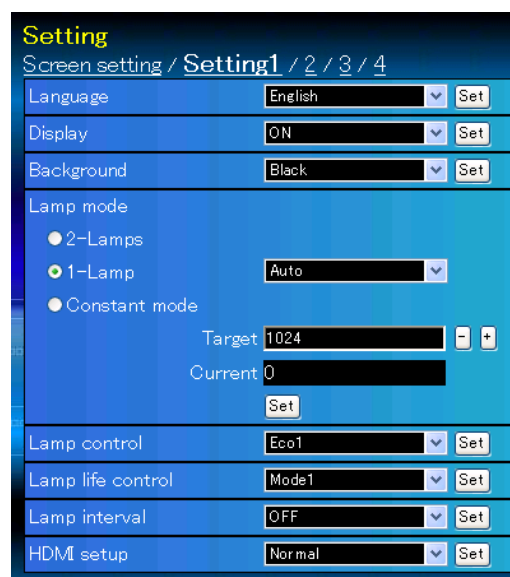 Setting
Screen setting / Setting1 / 2 / 3 / 4
Language English Set
Display ON Set
Background Black Set
Lamp mode
2-Lamps
1-Lamp Auto
Constant mode
Target 1024 - +
Current 0
Set
Lamp control Eco1 Set
Lamp life control Mode1 Set
Lamp interval OFF Set
HDMI setup Normal Set